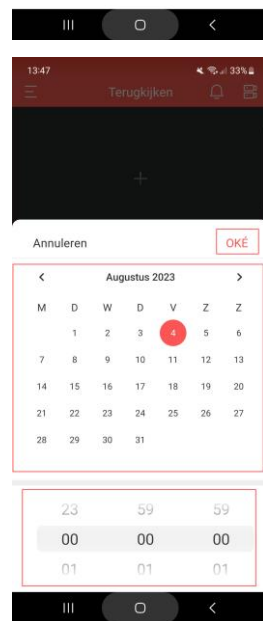 13:47 33%
Terugkijken
Annuleren OKÉ
Augustus 2023
M D W D V Z Z
1 2 3 4 5 6
7 8 9 10 11 12 13
14 15 16 17 18 19 20
21 22 23 24 25 26 27
28 29 30 31
23 59 59
00 00 00
01 01 01